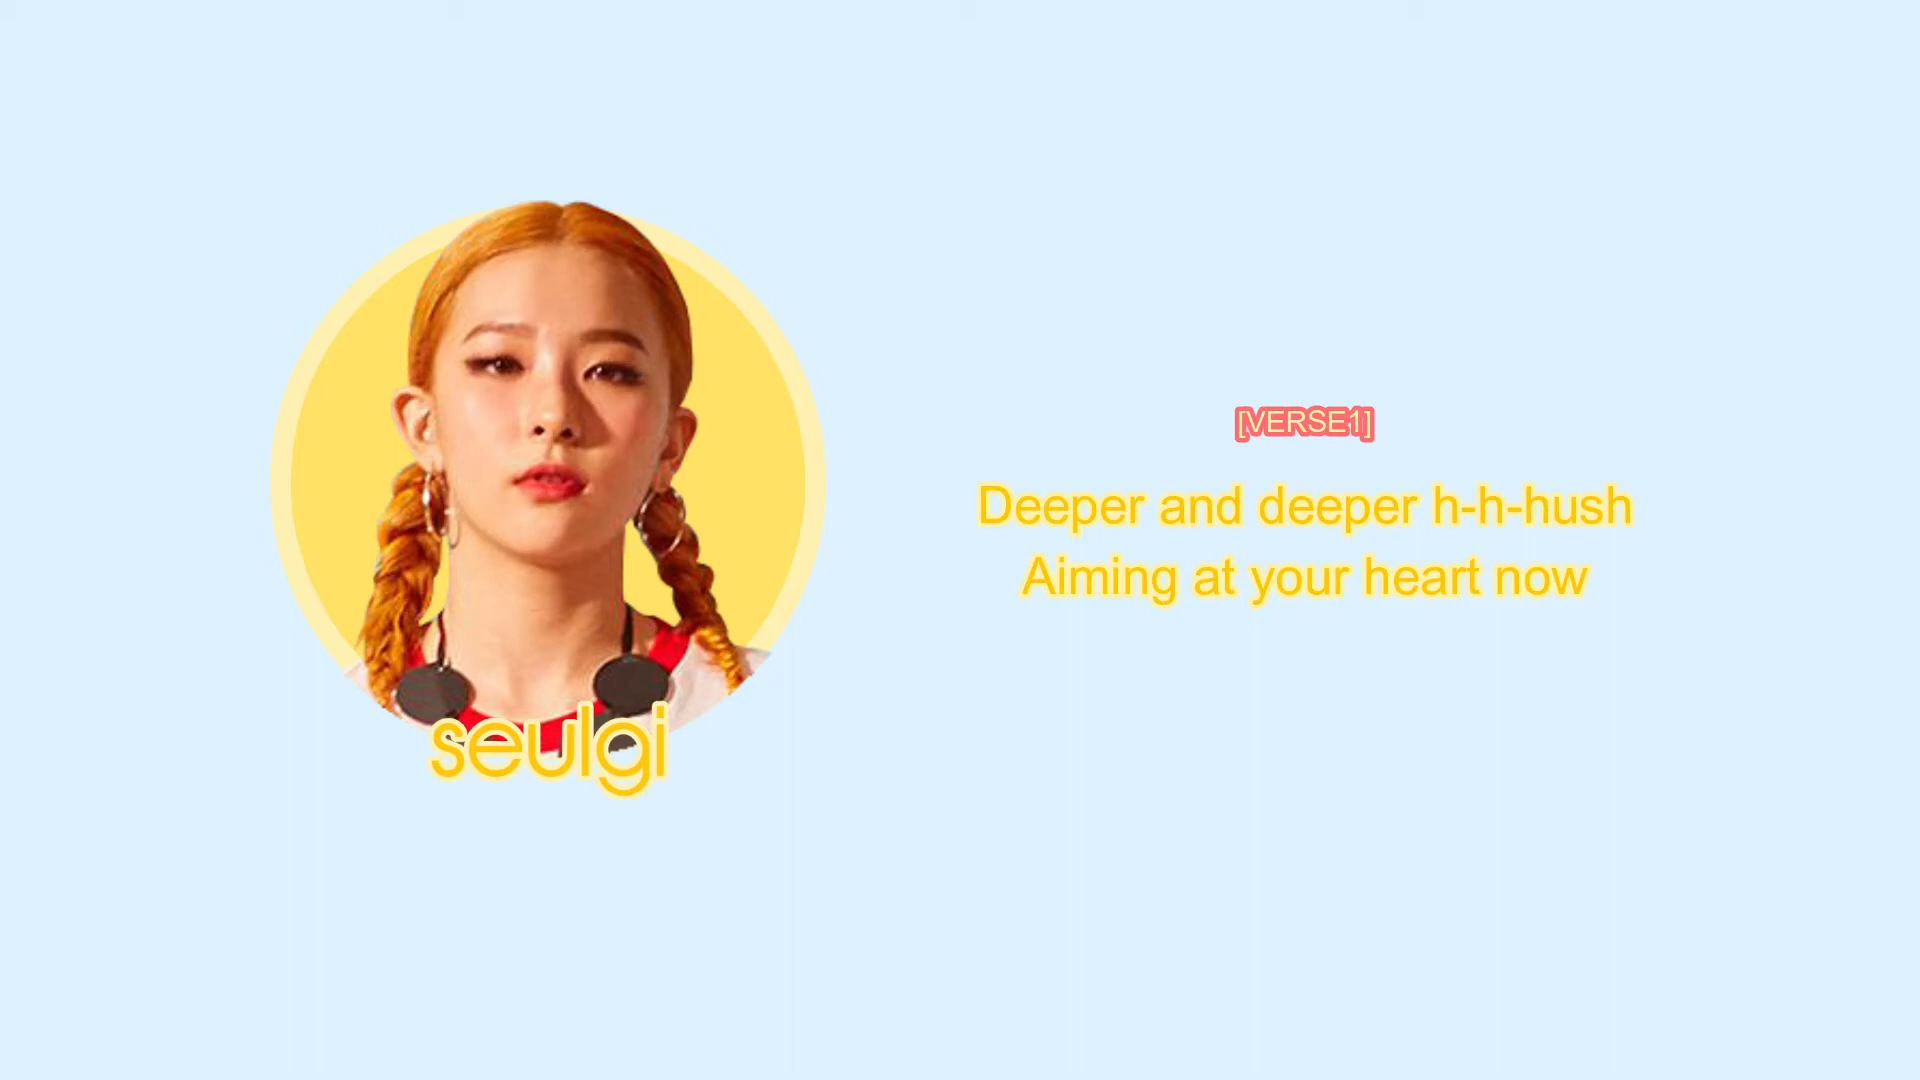 [VERSE1]
Deeper and deeper h-h-hush
Aiming at your heart now
seulgi